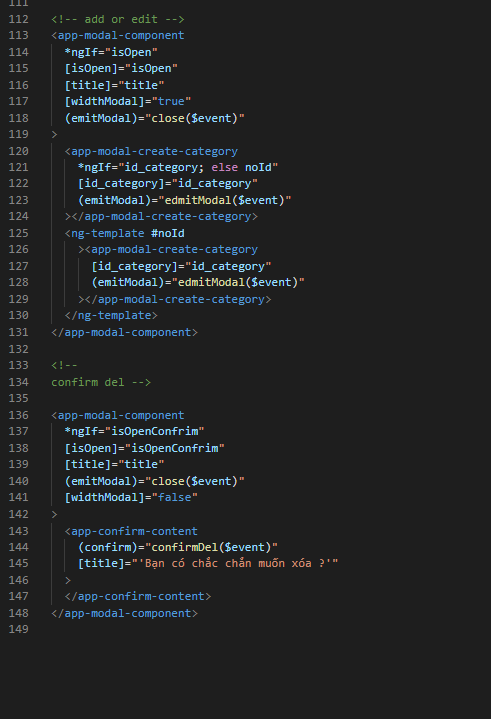 111
112 <!-- add or edit -->
113 <app-modal-component
114 *ngIf="isOpen"
115 [isOpen]="isOpen"
116 [title]="title"
117 [widthModal]="true"
118 (emitModal)="close($event)"
119 >
120 <app-modal-create-category
121 *ngIf="id_category; else noId"
122 [id_category]="id_category"
123 (emitModal)="edmitModal($event)"
124 ></app-modal-create-category>
125 <ng-template #noId
126 ><app-modal-create-category
127 [id_category]="id_category"
128 (emitModal)="edmitModal($event)"
129 ></app-modal-create-category>
130 </ng-template>
131 </app-modal-component>
132
133 <!--
134 confirm del -->
135
136 <app-modal-component
137 *ngIf="isOpenConfrim"
138 [isOpen]="isOpenConfrim"
139 [title]="title"
140 (emitModal)="close($event)"
141 [widthModal]="false"
142 >
143 <app-confirm-content
144 (confirm)="confirmDel($event)"
145 [title]="'Bạn có chắc chắn muốn xóa ?'"
146 >
147 </app-confirm-content>
148 </app-modal-component>
149